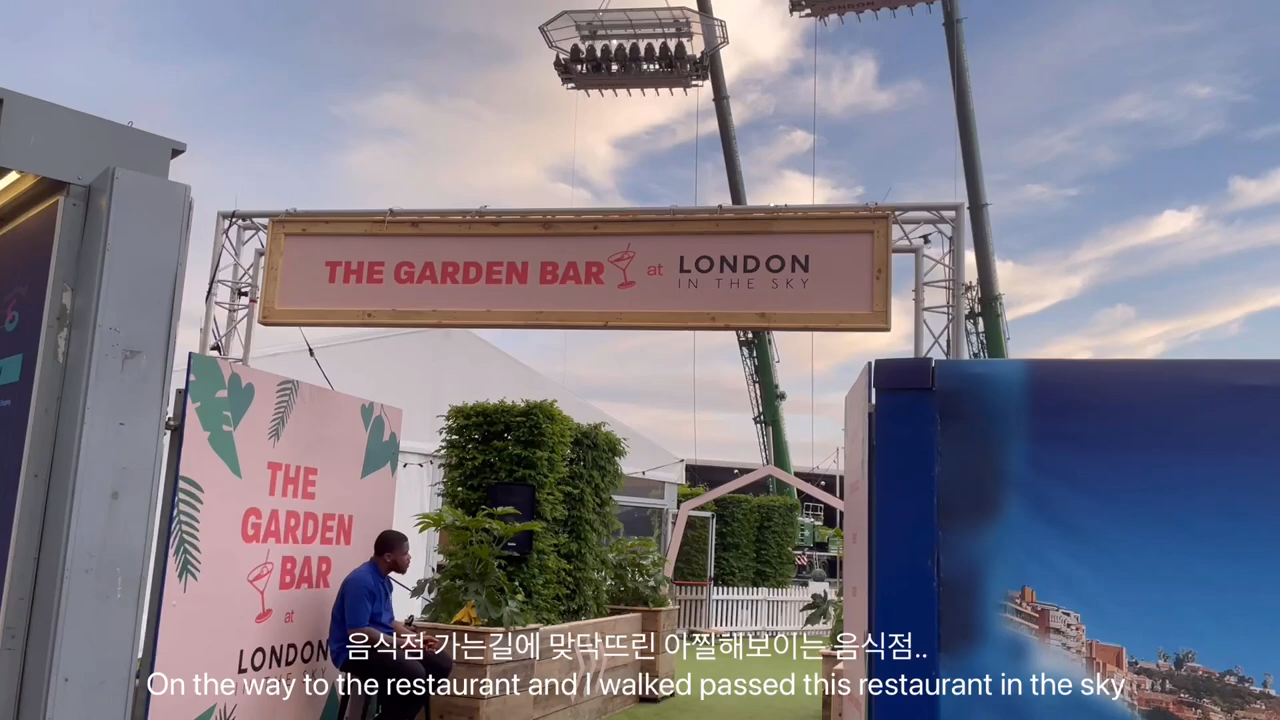 LONDON
THE GARDEN BAR at LONDON
IN THE SKY
THE
GARDEN
BAR
at
LONDON
음식점 가는길에 맞닥뜨린 아찔해보이는 음식점..
On the way to the restaurant and I walked passed this restaurant in the sky